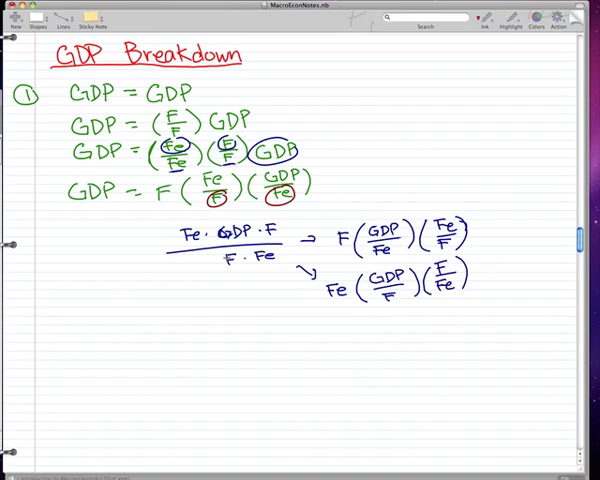 MacroEconNotes.nb
New Shapes Lines Sticky Note Search Ink Highlight Colors Action
GDP Breakdown
① GDP = GDP
GDP = (F/F) GDP
GDP = (Fe/Fe)(F/F) GDP
GDP = F (Fe/F)(GDP/Fe)
Fe · GDP · F / F · Fe → F (GDP/Fe)(Fe/F)
↘ Fe (GDP/F)(F/Fe)